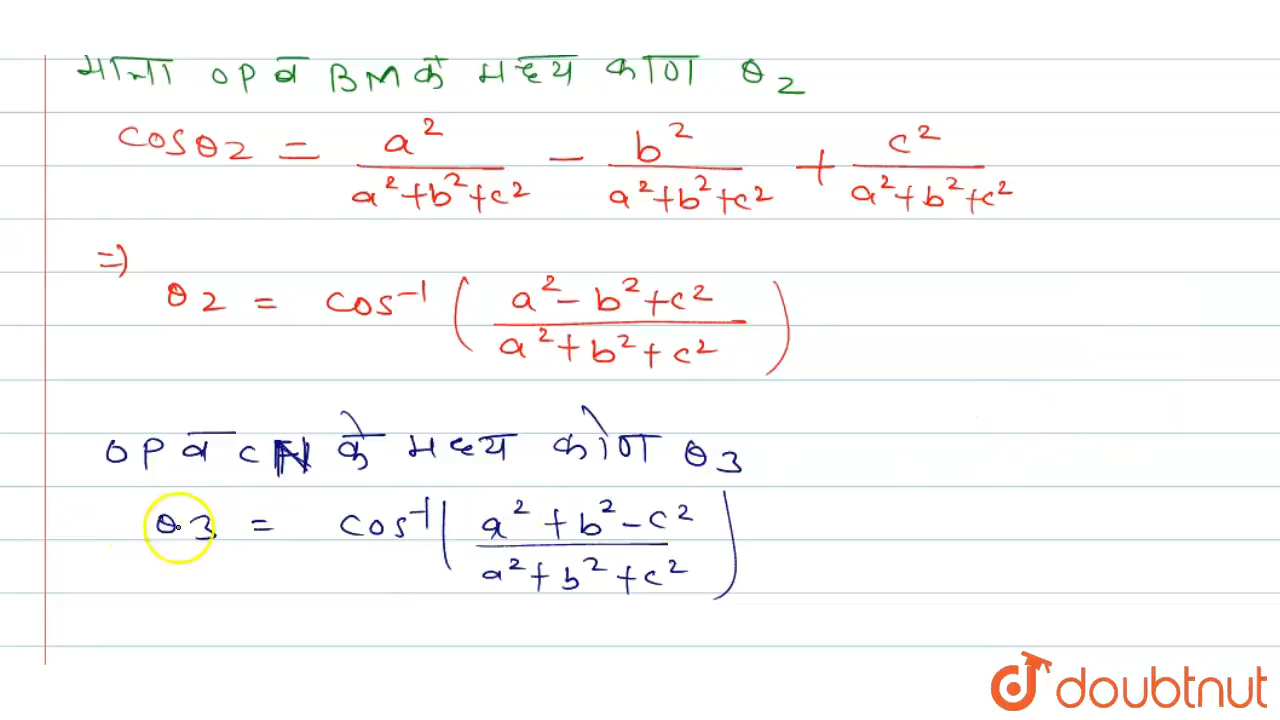 माना OP व BM के मध्य कोण θ2
cosθ2 = a²/(a²+b²+c²) - b²/(a²+b²+c²) + c²/(a²+b²+c²)
=>
θ2 = cos⁻¹((a²-b²+c²)/(a²+b²+c²))
OP व CN के मध्य कोण θ3
θ3 = cos⁻¹((a²+b²-c²)/(a²+b²+c²))
doubtnut